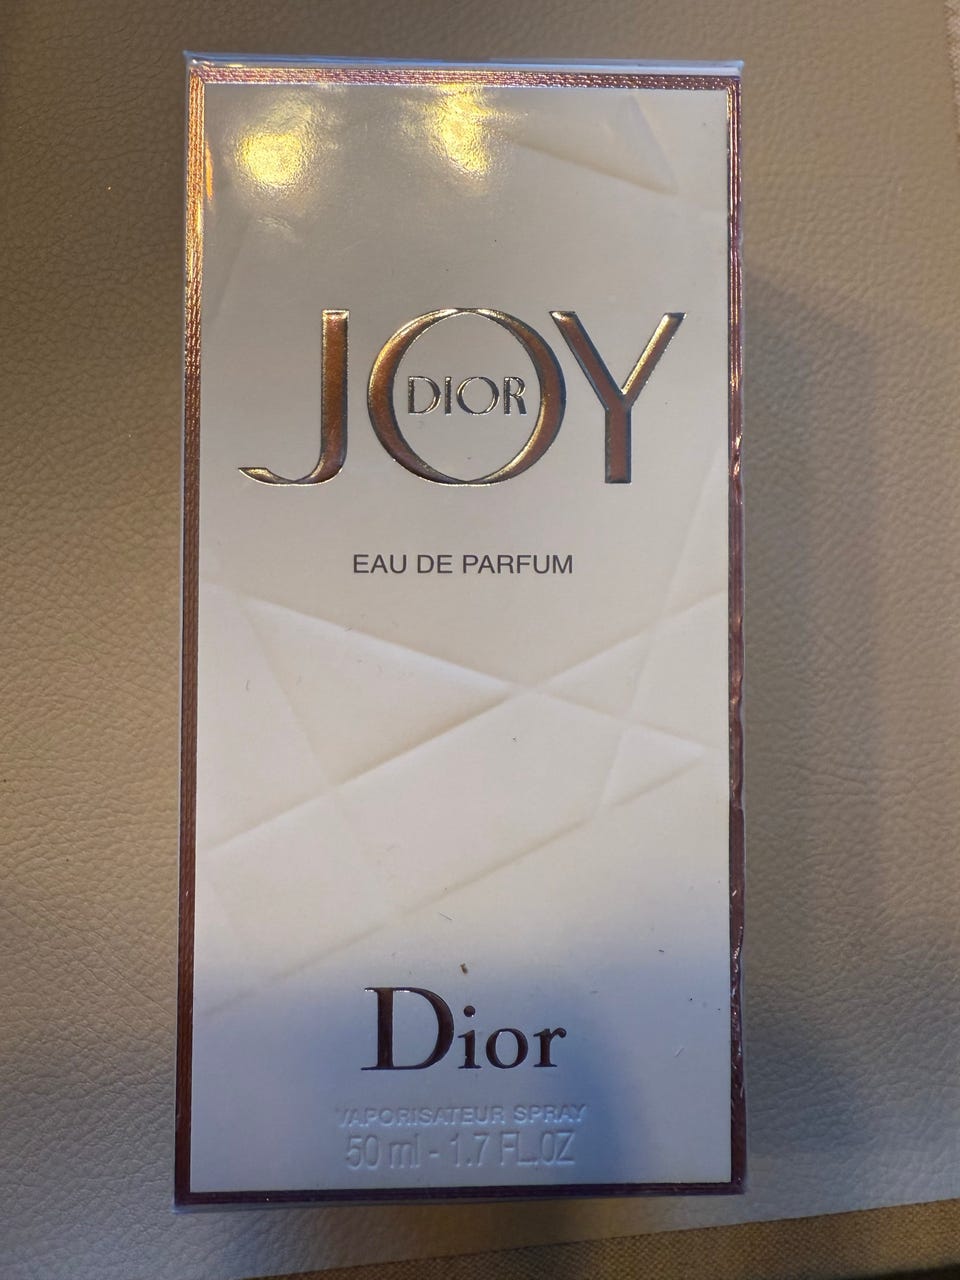 JOY
DIOR
EAU DE PARFUM
Dior
VAPORISATEUR SPRAY
50 ml - 1.7 FL.OZ